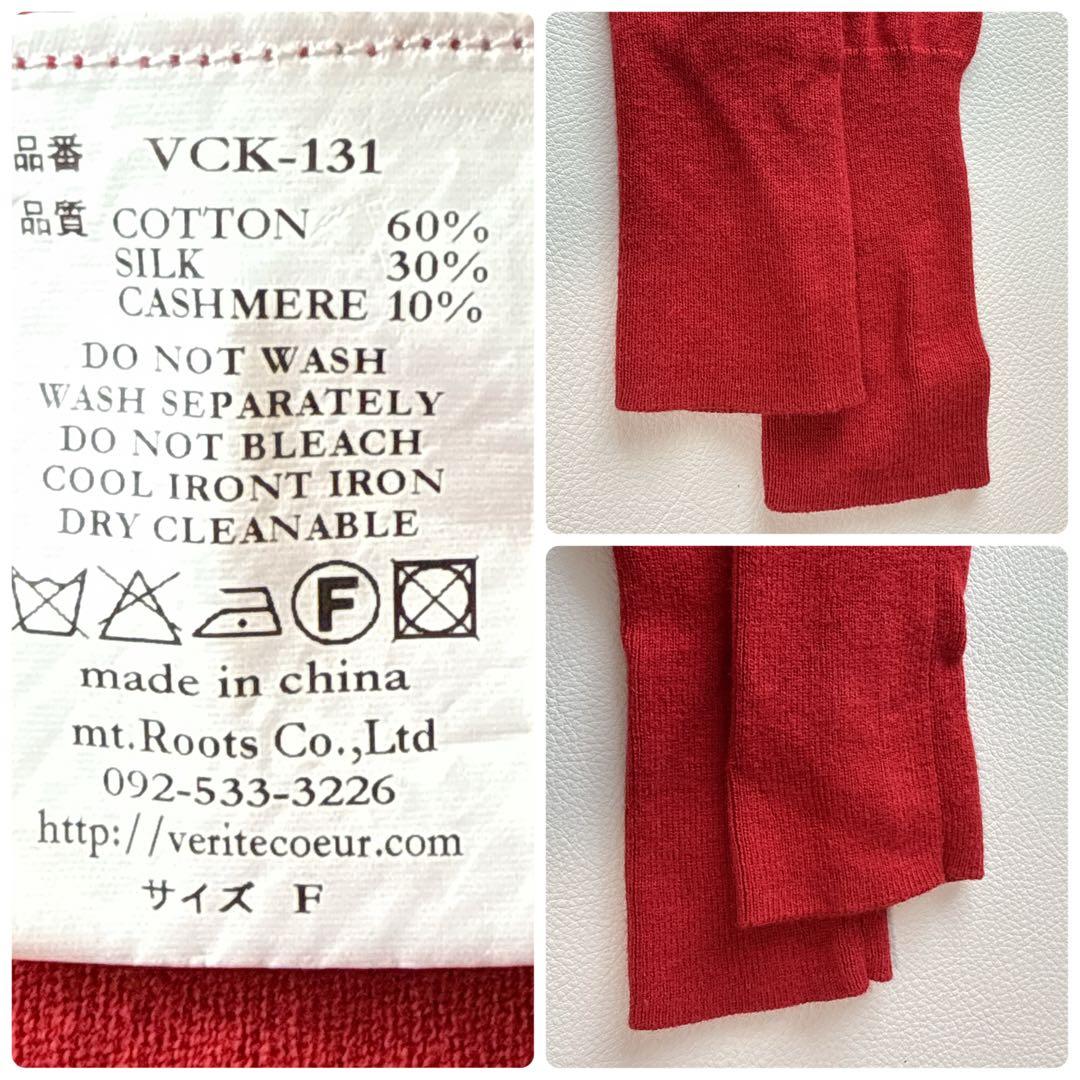 品番 VCK-131
品質 COTTON 60%
SILK 30%
CASHMERE 10%
DO NOT WASH
WASH SEPARATELY
DO NOT BLEACH
COOL IRONT IRON
DRY CLEANABLE
F
made in china
mt.Roots Co.,Ltd
092-533-3226
http://veritecoeur.com
サイズ F